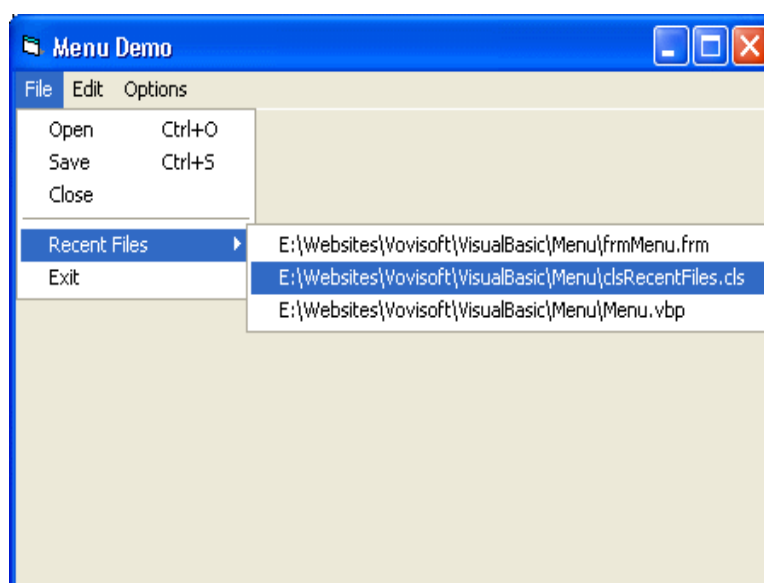 Menu Demo
File Edit Options
Open Ctrl+O
Save Ctrl+S
Close
Recent Files
E:\Websites\Vovisoft\VisualBasic\Menu\frmMenu.frm
Exit
E:\Websites\Vovisoft\VisualBasic\Menu\clsRecentFiles.cls
E:\Websites\Vovisoft\VisualBasic\Menu\Menu.vbp